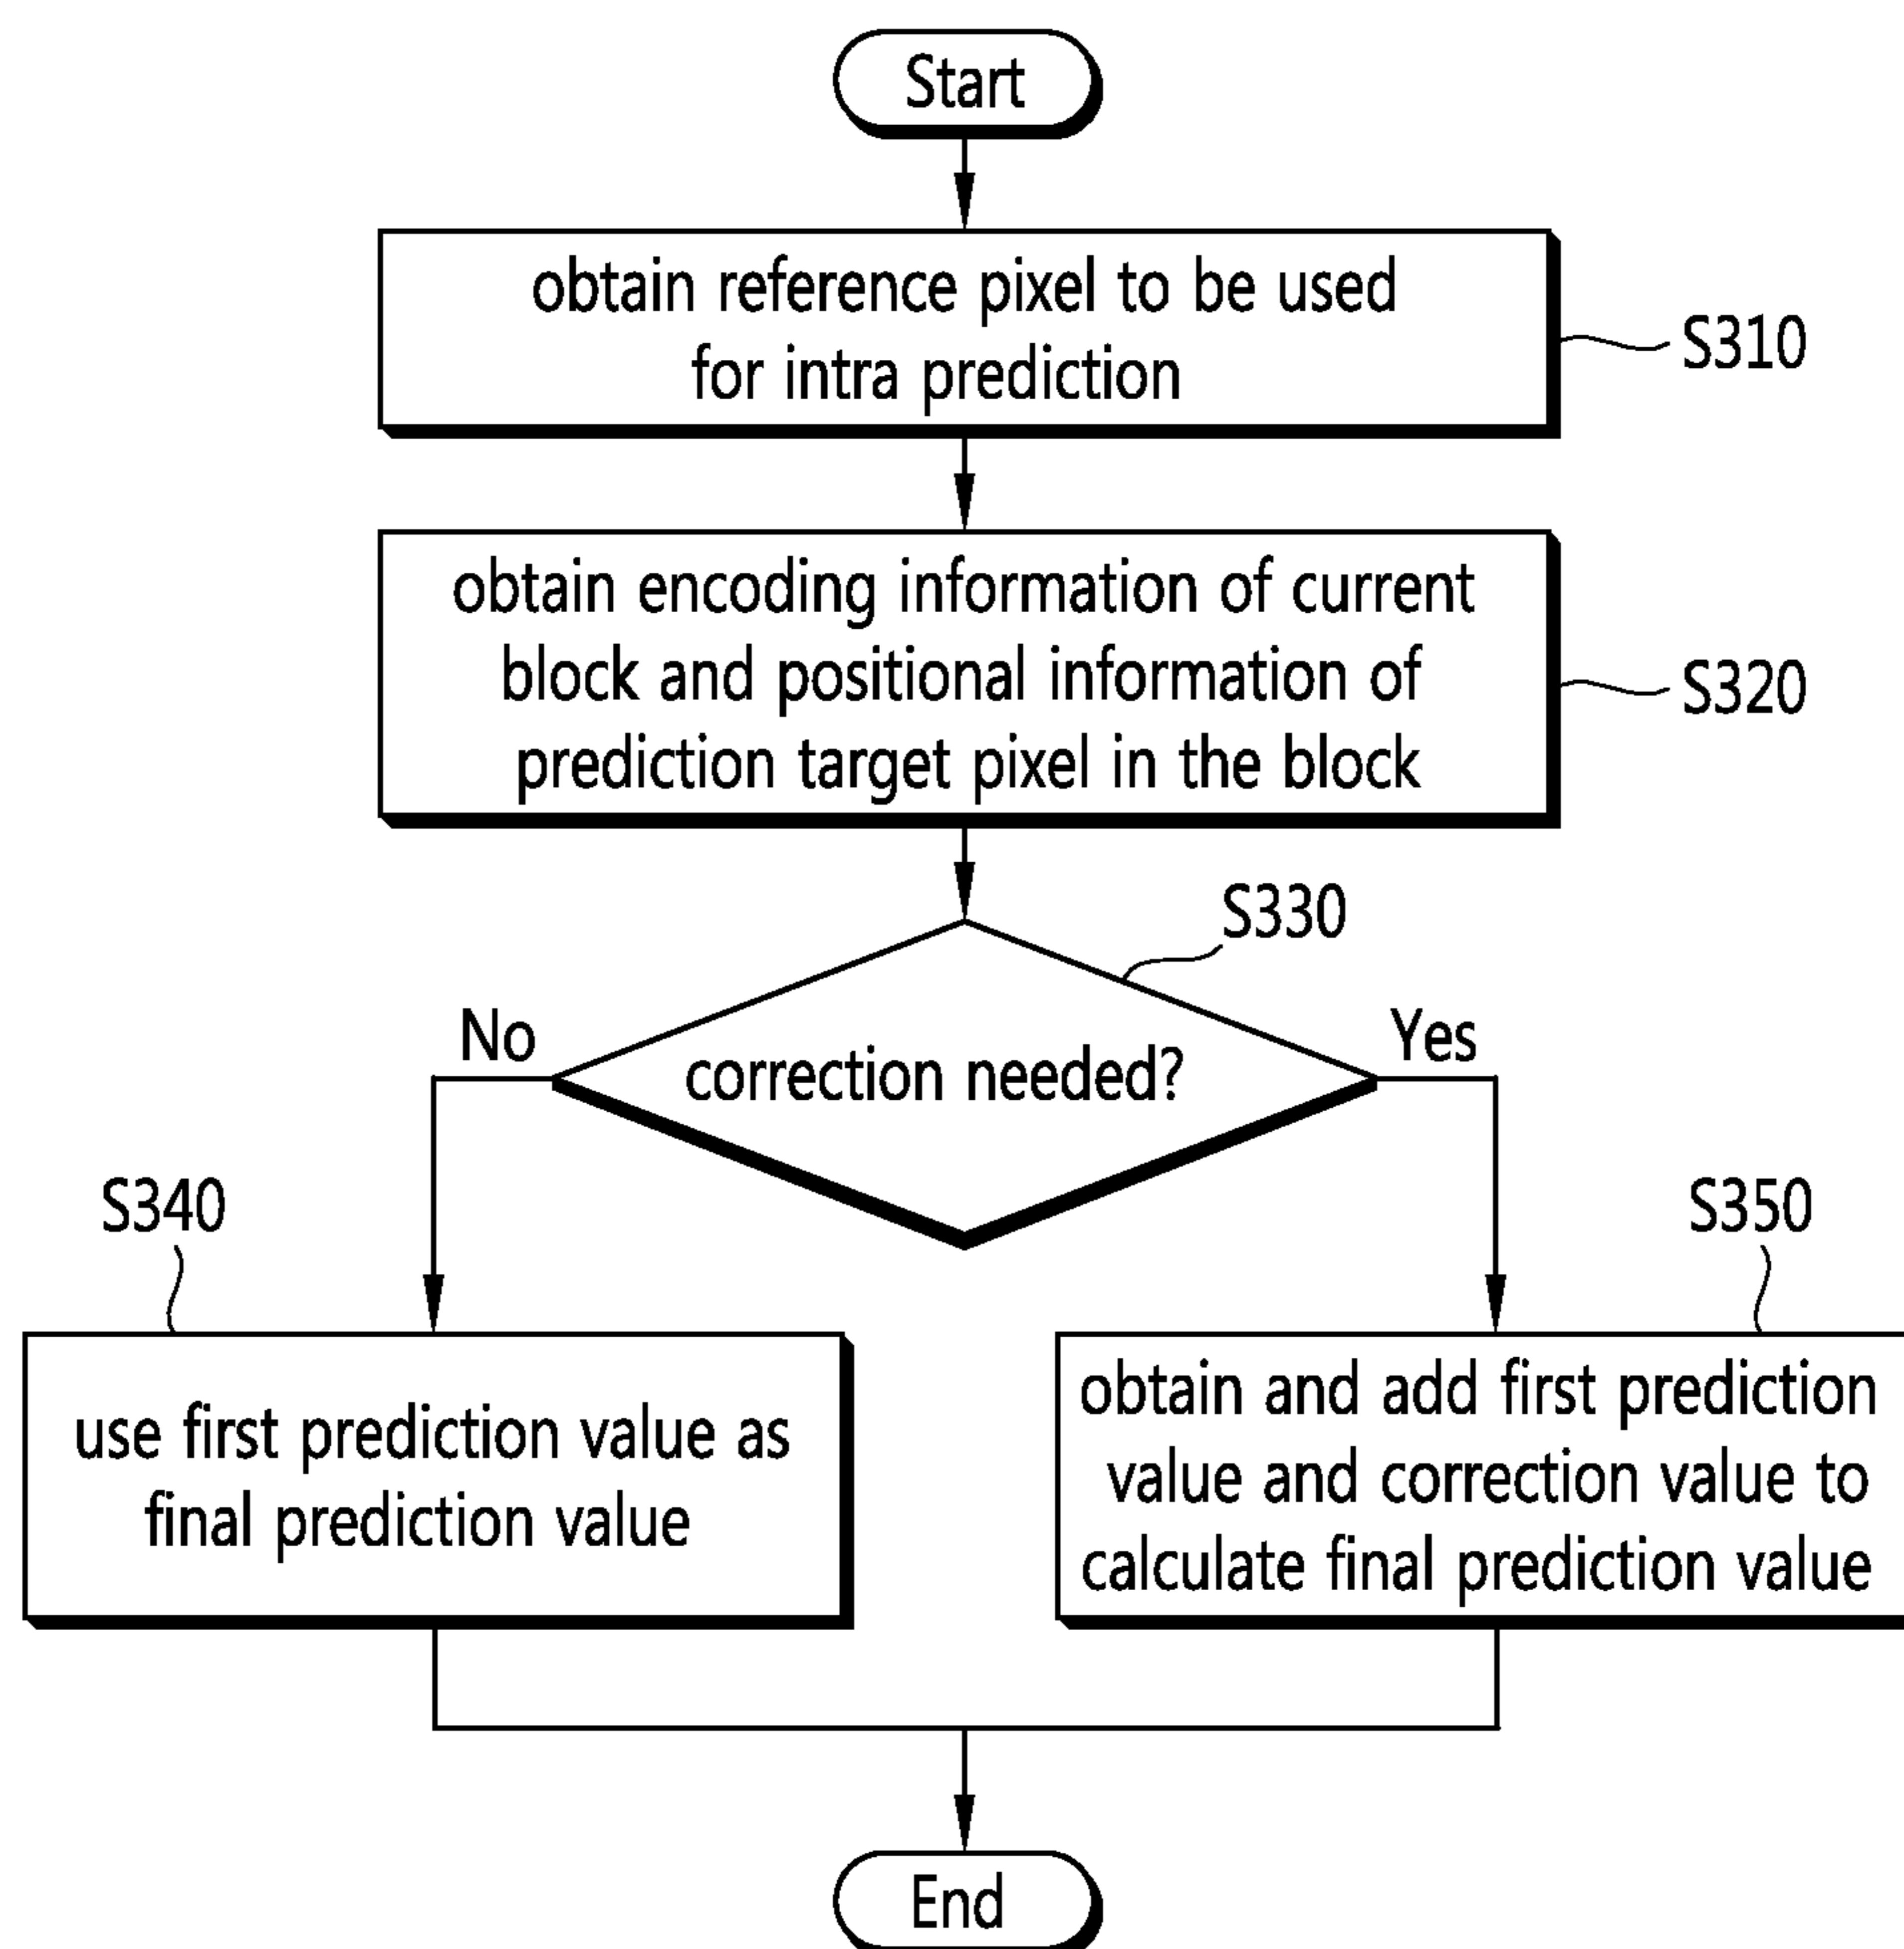 Start
obtain reference pixel to be used
for intra prediction
S310
obtain encoding information of current
block and positional information of
prediction target pixel in the block
S320
S330
No
correction needed?
Yes
S340
use first prediction value as
final prediction value
S350
obtain and add first prediction
value and correction value to
calculate final prediction value
End